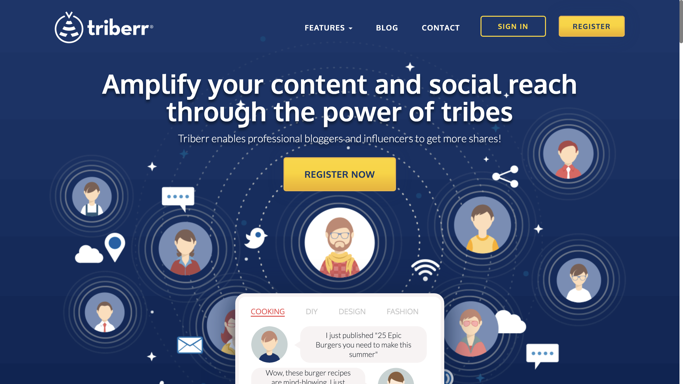 triberr
FEATURES
BLOG
CONTACT
SIGN IN
REGISTER
Amplify your content and social reach
through the power of tribes
Triberr enables professional bloggers and influencers to get more shares!
REGISTER NOW
COOKING
DIY
DESIGN
FASHION
I just published "25 Epic
Burgers you need to make this
summer"
Wow, these burger recipes
are mind-blowing. I just